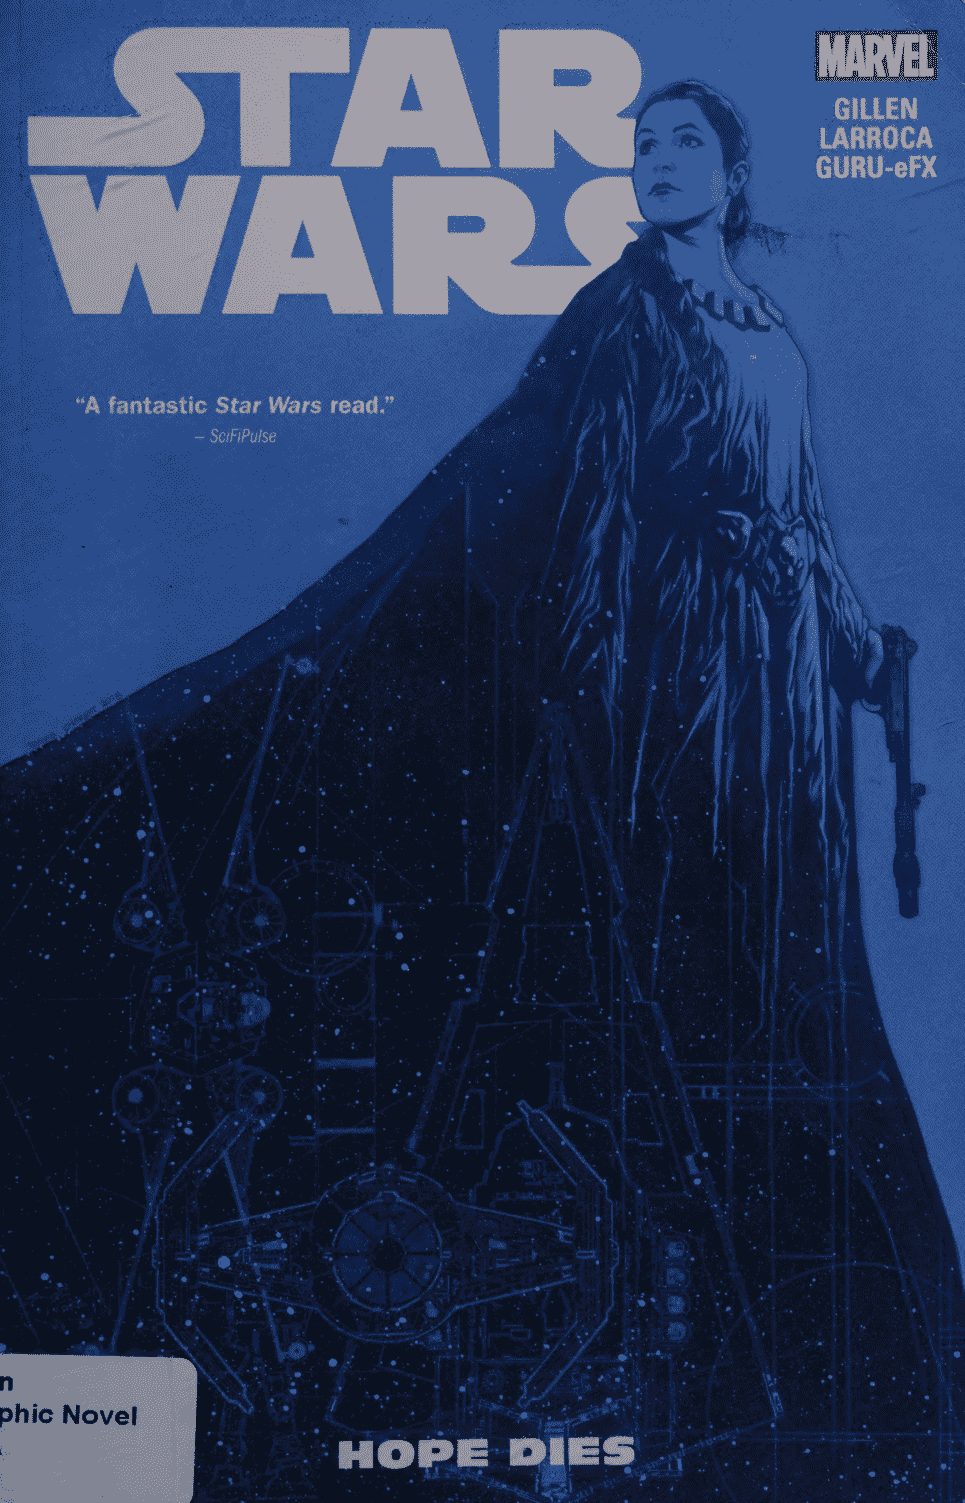 STAR
WARS
MARVEL
GILLEN
LARROCA
GURU-eFX
“A fantastic Star Wars read.”
– SciFiPulse
n
phic Novel
HOPE DIES